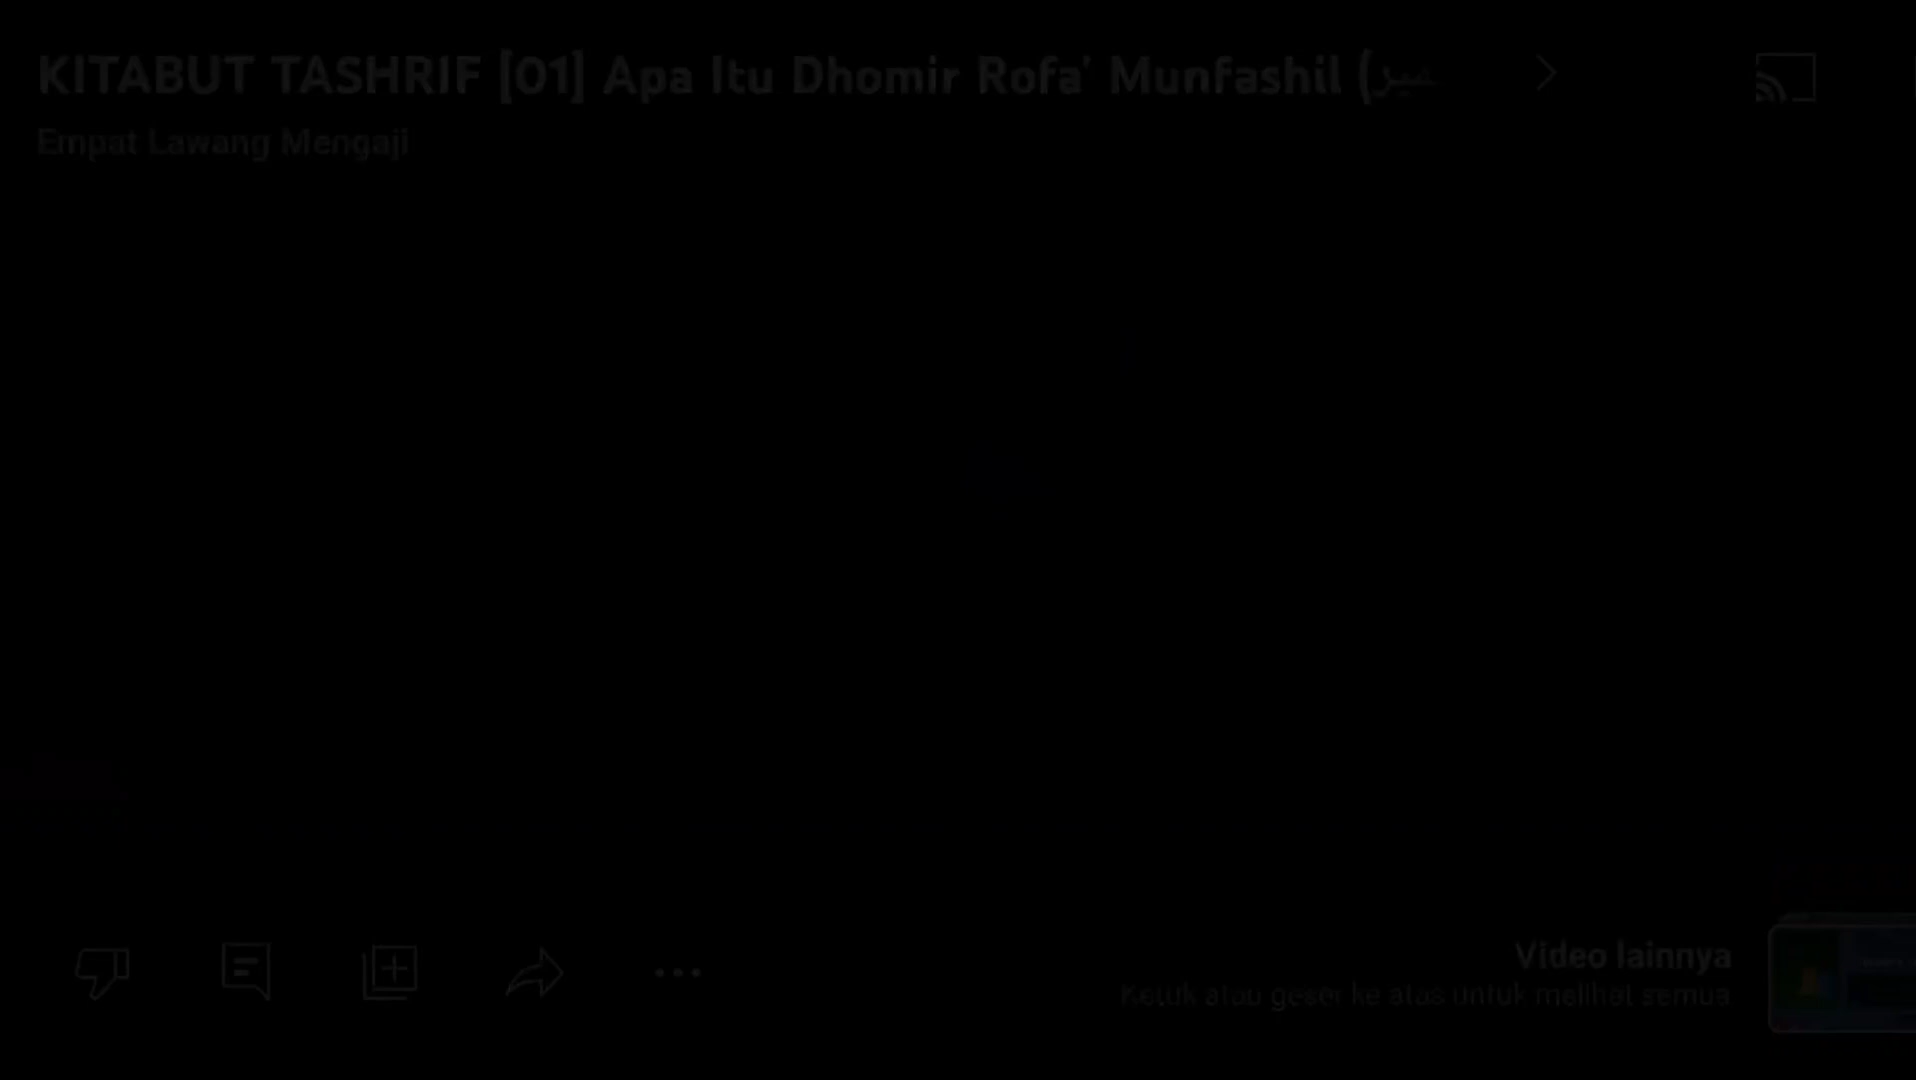 KITABUT TASHRIF [01] Apa Itu Dhomir Rofa' Munfashil (
Empat Lawang Mengaji
Video lainnya
Ketuk atau geser ke atas untuk melihat semua